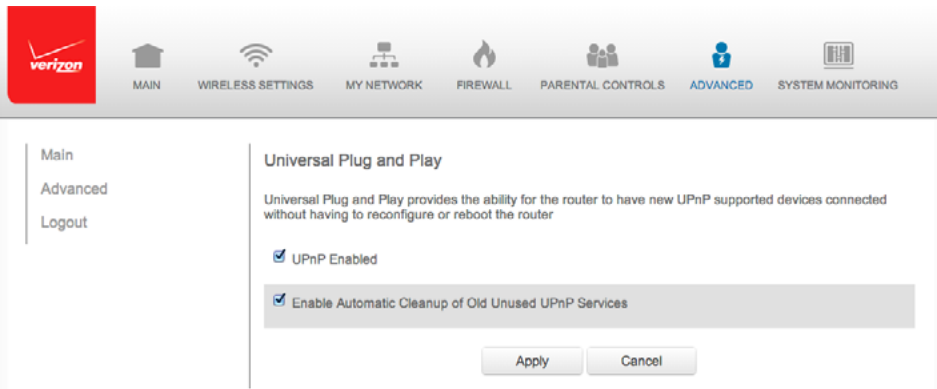 verizon
MAIN
WIRELESS SETTINGS
MY NETWORK
FIREWALL
PARENTAL CONTROLS
ADVANCED
SYSTEM MONITORING
Main
Advanced
Logout
Universal Plug and Play
Universal Plug and Play provides the ability for the router to have new UPnP supported devices connected
without having to reconfigure or reboot the router
UPnP Enabled
Enable Automatic Cleanup of Old Unused UPnP Services
Apply
Cancel